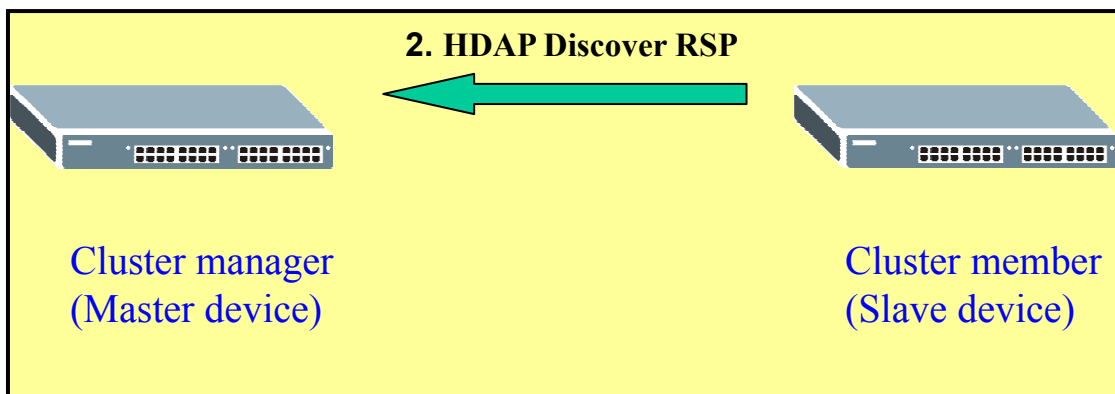 2. HDAP Discover RSP
Cluster manager
(Master device)
Cluster member
(Slave device)